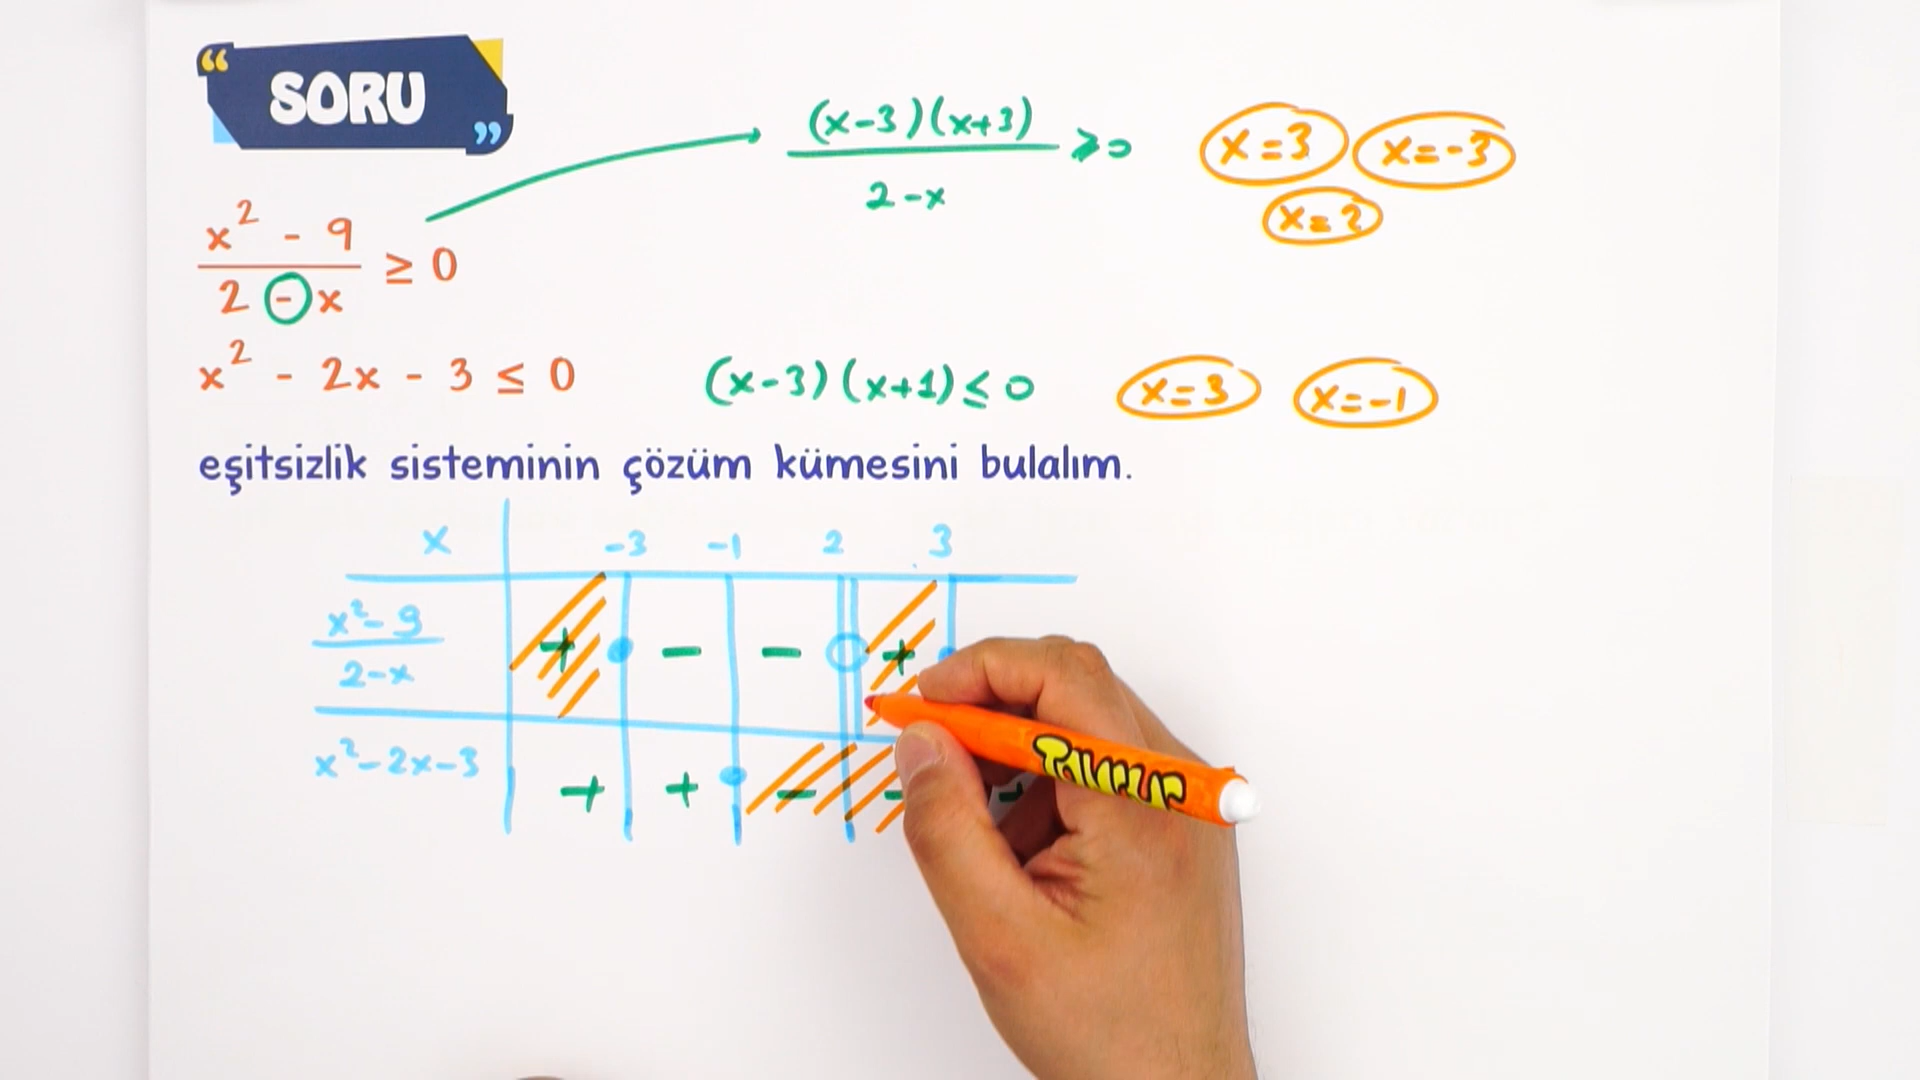 “ SORU ”
(x-3)(x+3) / 2-x ≥0
x=3 x=-3
x=2
x² - 9 / 2 - x ≥ 0
x² - 2x - 3 ≤ 0 (x-3)(x+1)≤0 x=3 x=-1
eşitsizlik sisteminin çözüm kümesini bulalım.
x -3 -1 2 3
x²-9 / 2-x + - - +
x²-2x-3 + + - -